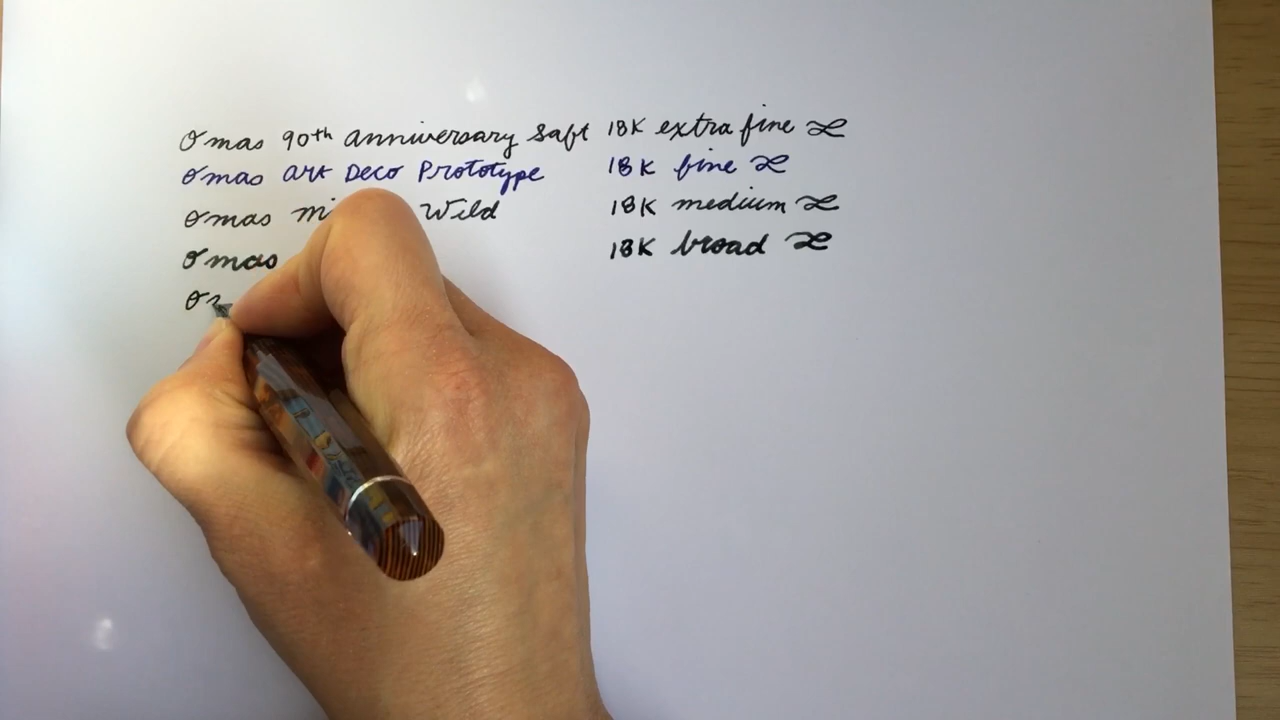 Omas 90th anniversary saft 18K extra fine
Omas art Deco Prototype 18K fine
Omas Wild 18K medium
Omas 18K broad